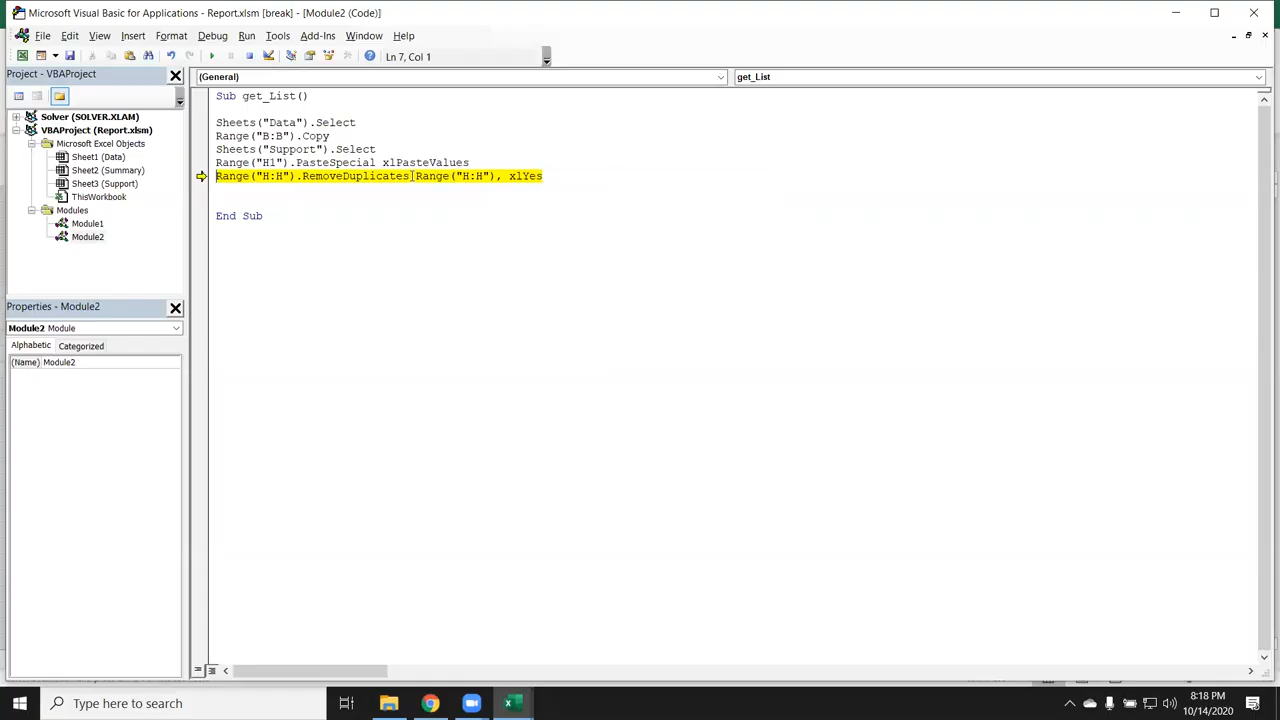 Microsoft Visual Basic for Applications - Report.xlsm [break] - [Module2 (Code)]
File Edit View Insert Format Debug Run Tools Add-Ins Window Help
Ln 7, Col 1
Project - VBAProject
(General)
get_List
Solver (SOLVER.XLAM)
VBAProject (Report.xlsm)
Microsoft Excel Objects
Sheet1 (Data)
Sheet2 (Summary)
Sheet3 (Support)
ThisWorkbook
Modules
Module1
Module2
Sub get_List()
Sheets("Data").Select
Range("B:B").Copy
Sheets("Support").Select
Range("H1").PasteSpecial xlPasteValues
Range("H:H").RemoveDuplicates Range("H:H"), xlYes
End Sub
Properties - Module2
Module2 Module
Alphabetic Categorized
(Name) Module2
Type here to search
8:18 PM
10/14/2020